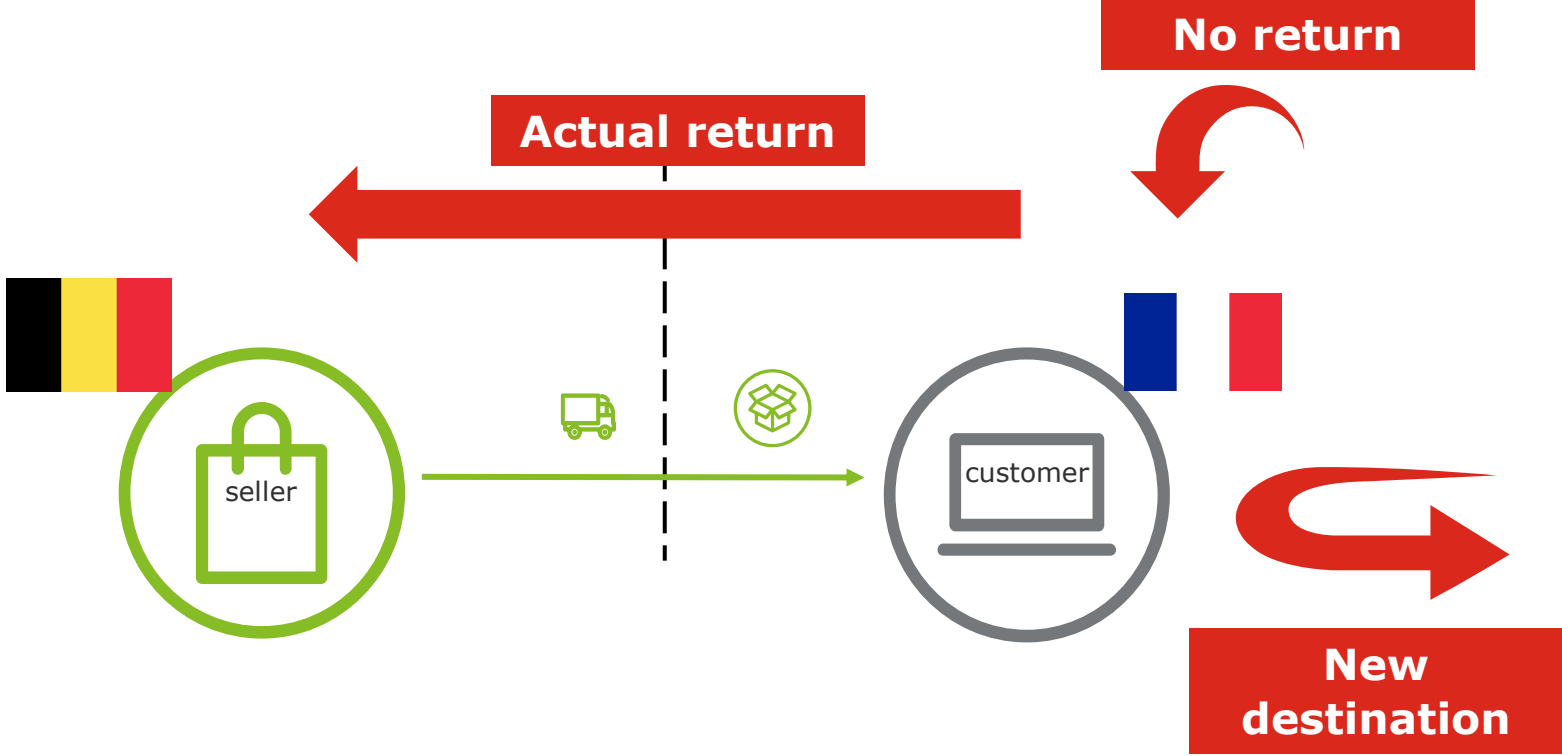 No return
Actual return
seller
customer
New
destination